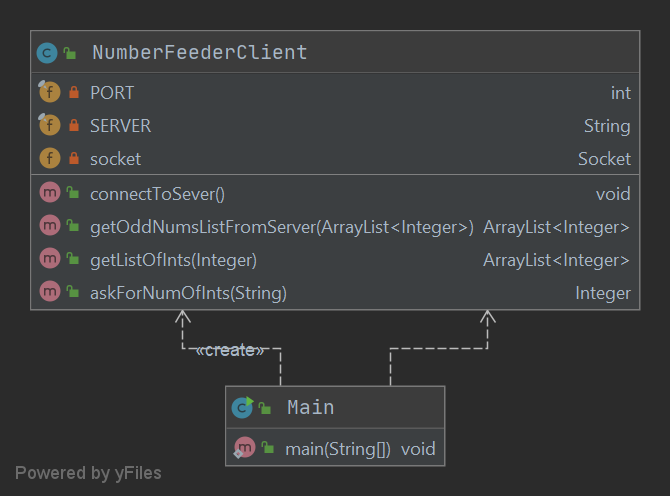 NumberFeederClient
PORT int
SERVER String
socket Socket
connectToSever() void
getOddNumsListFromServer(ArrayList<Integer>) ArrayList<Integer>
getListOfInts(Integer) ArrayList<Integer>
askForNumOfInts(String) Integer
«create»
Main
main(String[]) void
Powered by yFiles